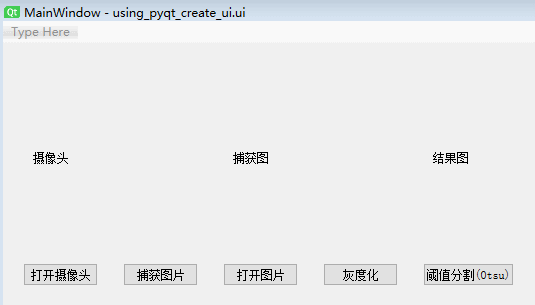 Qt MainWindow - using_pyqt_create_ui.ui
Type Here
摄像头 捕获图 结果图
打开摄像头 捕获图片 打开图片 灰度化 阈值分割(Otsu)